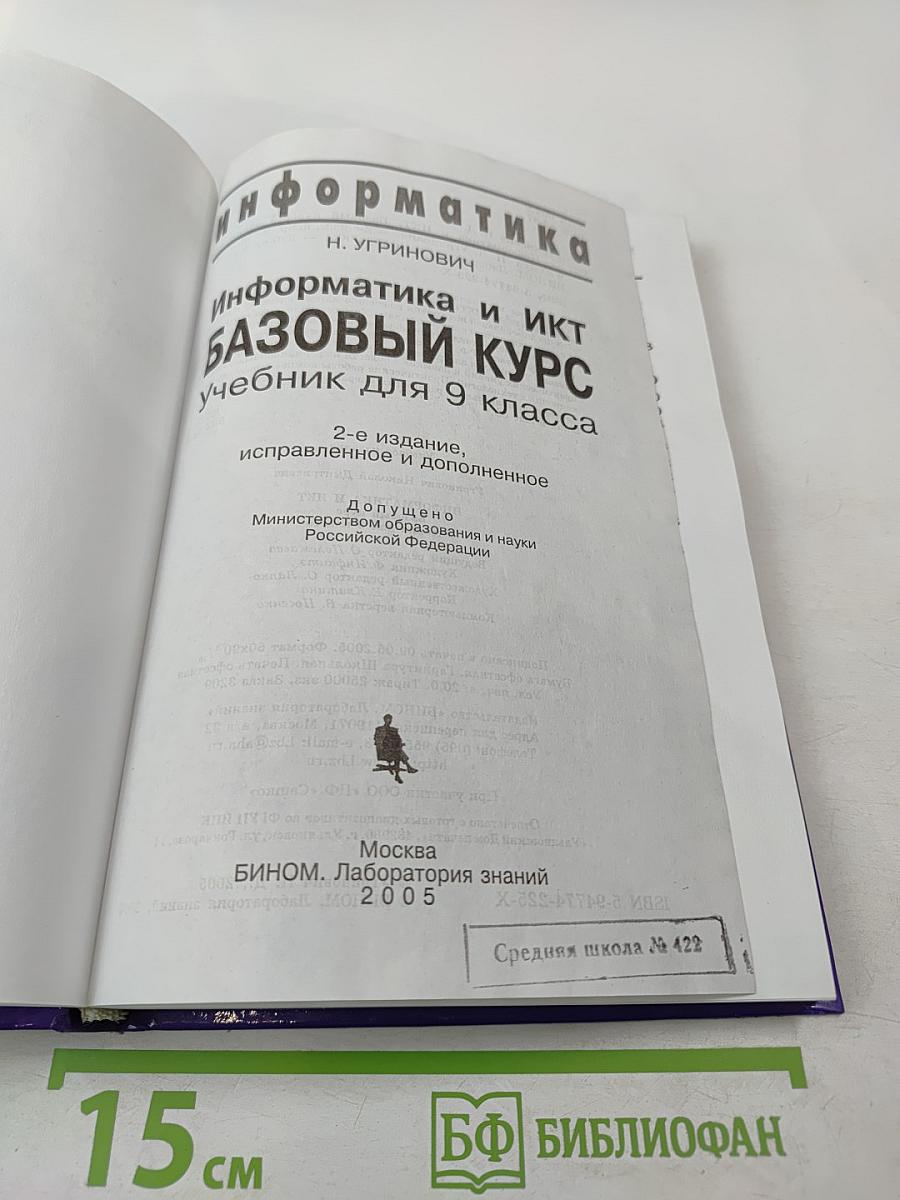 информатика
Н. УГРИНОВИЧ
Информатика и ИКТ
БАЗОВЫЙ КУРС
учебник для 9 класса
2-е издание,
исправленное и дополненное
Допущено
Министерством образования и науки
Российской Федерации
Москва
БИНОМ. Лаборатория знаний
2005
Средняя школа № 422
15 см
БФ БИБЛИОФАН